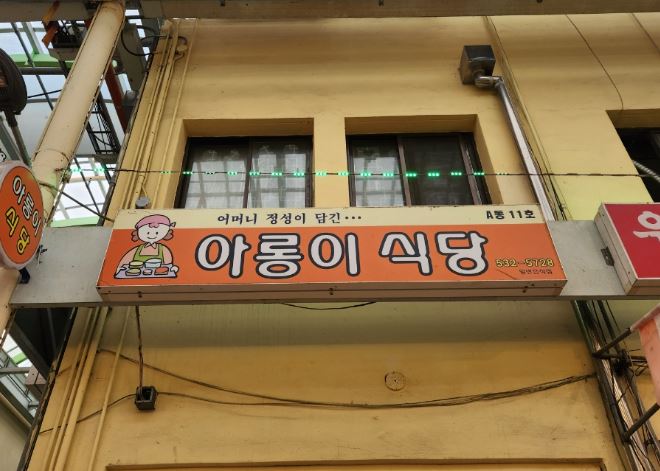 어머니 정성이 담긴...
A동 11호
아롱이 식당
532-5728
아롱이
식당